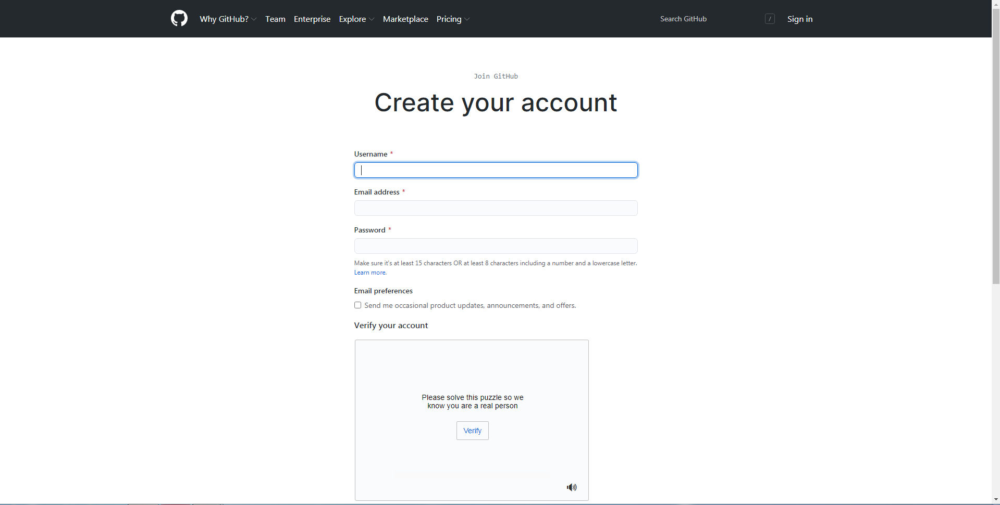 Why GitHub? Team Enterprise Explore Marketplace Pricing Search GitHub / Sign in
Join GitHub
Create your account
Username *
Email address *
Password *
Make sure it's at least 15 characters OR at least 8 characters including a number and a lowercase letter.
Learn more.
Email preferences
Send me occasional product updates, announcements, and offers.
Verify your account
Please solve this puzzle so we
know you are a real person
Verify